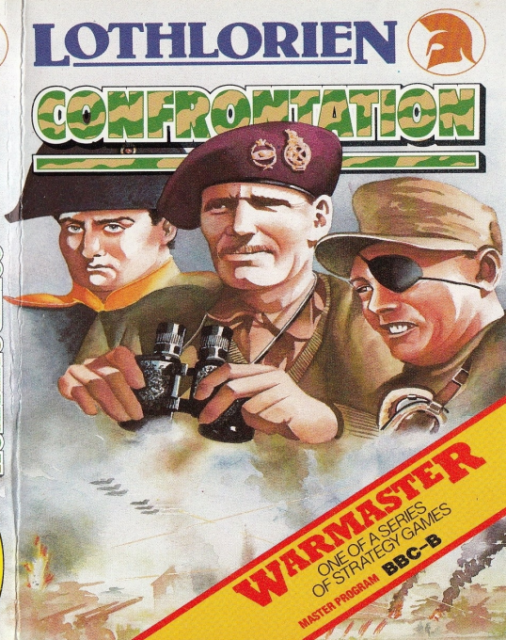 LOTHLORIEN
CONFRONTATION
WARMASTER
ONE OF A SERIES
OF STRATEGY GAMES
MASTER PROGRAM BBC-B